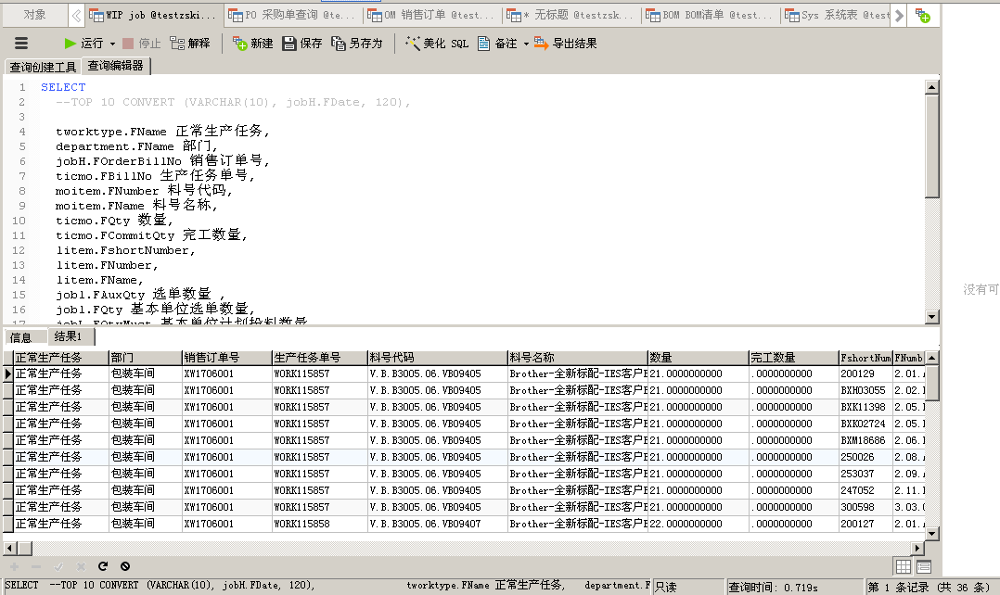 对象 WIP job @testzski... PO 采购单查询 @te... OM 销售订单 @test... * 无标题 @testzsk... BOM BOM清单 @test... Sys 系统表 @test
运行 停止 解释 新建 保存 另存为 美化 SQL 备注 导出结果
查询创建工具 查询编辑器
1 SELECT
2 --TOP 10 CONVERT (VARCHAR(10), jobH.FDate, 120),
3
4 tworktype.FName 正常生产任务,
5 department.FName 部门,
6 jobH.FOrderBillNo 销售订单号,
7 ticmo.FBillNo 生产任务单号,
8 moitem.FNumber 料号代码,
9 moitem.FName 料号名称,
10 ticmo.FQty 数量,
11 ticmo.FCommitQty 完工数量,
12 litem.FshortNumber,
13 litem.FNumber,
14 litem.FName,
15 jobl.FAuxQty 选单数量 ,
16 jobl.FQty 基本单位选单数量,
17 jobL.FQtyMust 基本单位计划投料数量
没有可
信息 结果1
正常生产任务 部门 销售订单号 生产任务单号 料号代码 料号名称 数量 完工数量 FshortNum FNumb
正常生产任务 包装车间 XW1706001 WORK115857 V.B.B3005.06.VB09405 Brother-全新标配-IES客户 21.0000000000 .0000000000 200129 2.01.
正常生产任务 包装车间 XW1706001 WORK115857 V.B.B3005.06.VB09405 Brother-全新标配-IES客户 21.0000000000 .0000000000 BXH03055 2.02.
正常生产任务 包装车间 XW1706001 WORK115857 V.B.B3005.06.VB09405 Brother-全新标配-IES客户 21.0000000000 .0000000000 BXK11398 2.05.
正常生产任务 包装车间 XW1706001 WORK115857 V.B.B3005.06.VB09405 Brother-全新标配-IES客户 21.0000000000 .0000000000 BXK02724 2.05.
正常生产任务 包装车间 XW1706001 WORK115857 V.B.B3005.06.VB09405 Brother-全新标配-IES客户 21.0000000000 .0000000000 BXM18686 2.06.
正常生产任务 包装车间 XW1706001 WORK115857 V.B.B3005.06.VB09405 Brother-全新标配-IES客户 21.0000000000 .0000000000 250026 2.08.
正常生产任务 包装车间 XW1706001 WORK115857 V.B.B3005.06.VB09405 Brother-全新标配-IES客户 21.0000000000 .0000000000 253037 2.09.
正常生产任务 包装车间 XW1706001 WORK115857 V.B.B3005.06.VB09405 Brother-全新标配-IES客户 21.0000000000 .0000000000 247052 2.11.
正常生产任务 包装车间 XW1706001 WORK115857 V.B.B3005.06.VB09405 Brother-全新标配-IES客户 21.0000000000 .0000000000 300598 3.03.
正常生产任务 包装车间 XW1706001 WORK115858 V.B.B3005.06.VB09407 Brother-全新标配-IES客户 22.0000000000 .0000000000 200127 2.01.
SELECT --TOP 10 CONVERT (VARCHAR(10), jobH.FDate, 120), tworktype.FName 正常生产任务, department.F 只读 查询时间: 0.719s 第 1 条记录 (共 36 条)